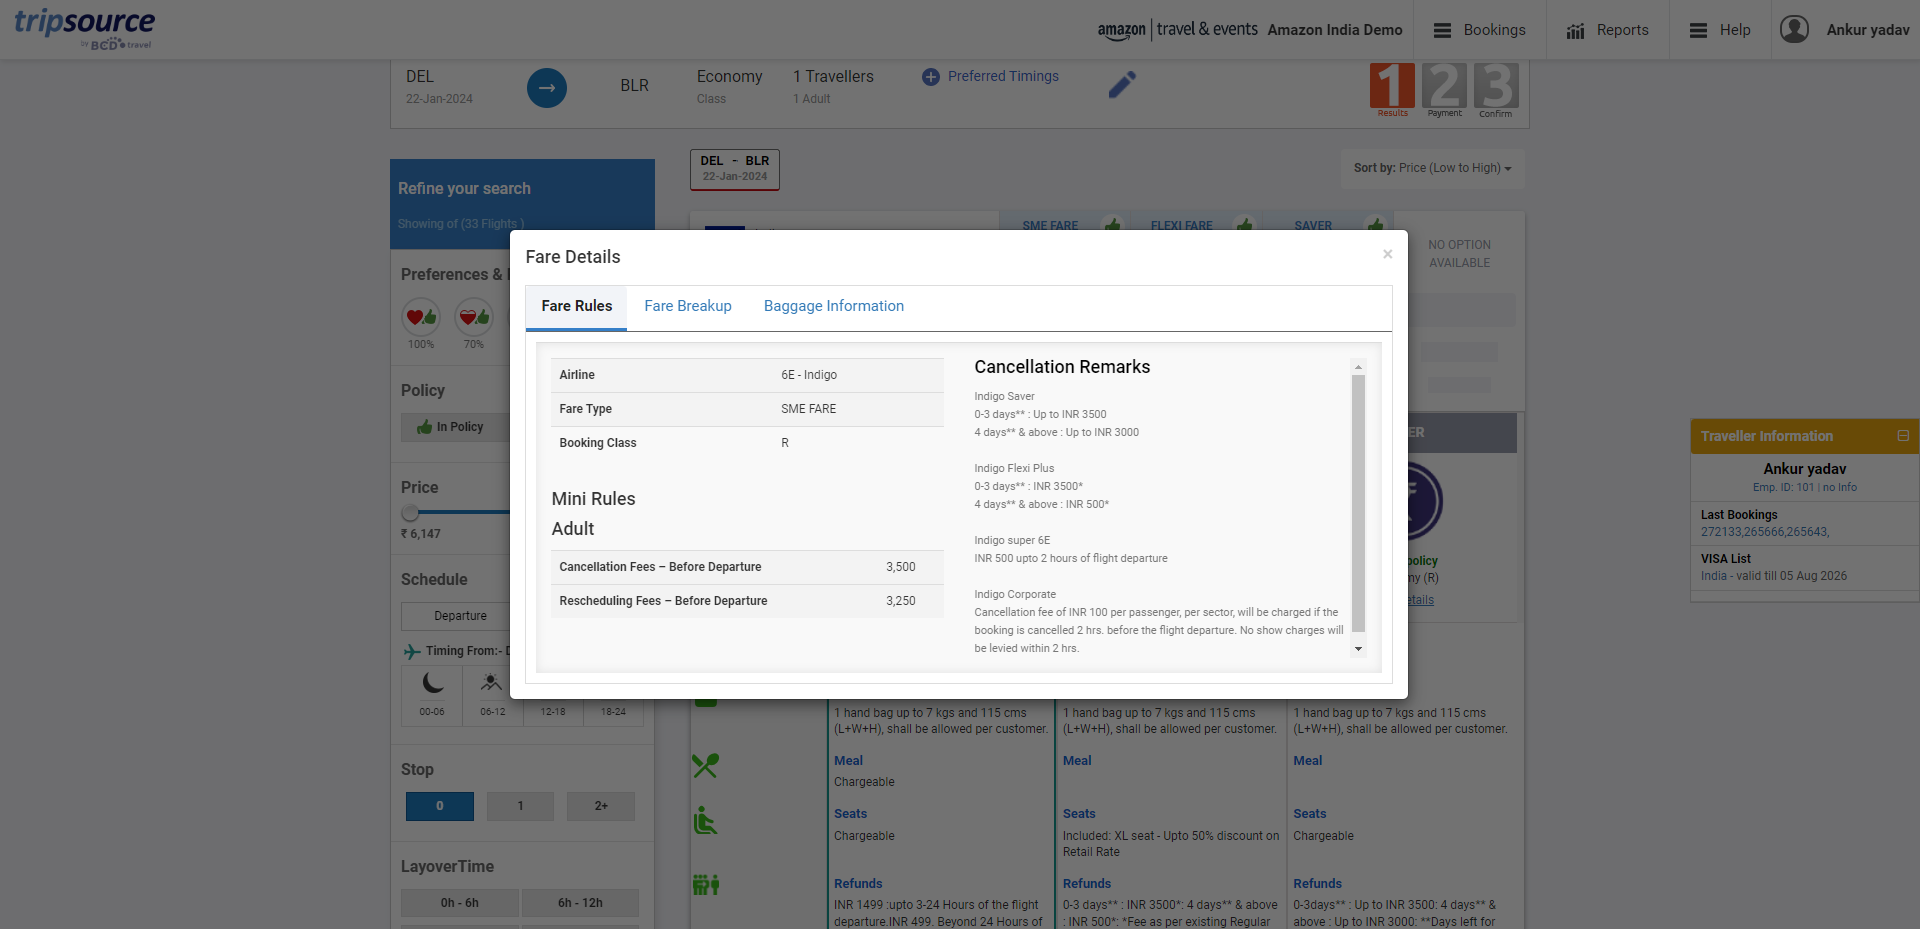 tripsource
by BCD travel
amazon | travel & events
Amazon India Demo
Bookings
Reports
Help
Ankur yadav
DEL
22-Jan-2024
BLR
Economy
Class
1 Travellers
1 Adult
Preferred Timings
1
Results
2
Payment
3
Confirm
Refine your search
Showing of (33 Flights )
DEL - BLR
22-Jan-2024
Sort by: Price (Low to High)
SME FARE
FLEXI FARE
SAVER
NO OPTION
AVAILABLE
Preferences &
100%
70%
Policy
In Policy
Price
₹ 6,147
Schedule
Departure
Timing From:-
00-06
06-12
12-18
18-24
Stop
0
1
2+
LayoverTime
0h - 6h
6h - 12h
Fare Details
×
Fare Rules
Fare Breakup
Baggage Information
Airline
6E - Indigo
Fare Type
SME FARE
Booking Class
R
Mini Rules
Adult
Cancellation Fees – Before Departure
3,500
Rescheduling Fees – Before Departure
3,250
Cancellation Remarks
Indigo Saver
0-3 days** : Up to INR 3500
4 days** & above : Up to INR 3000
Indigo Flexi Plus
0-3 days** : INR 3500*
4 days** & above : INR 500*
Indigo super 6E
INR 500 upto 2 hours of flight departure
Indigo Corporate
Cancellation fee of INR 100 per passenger, per sector, will be charged if the
booking is cancelled 2 hrs. before the flight departure. No show charges will
be levied within 2 hrs.
ER
policy
my (R)
etails
Traveller Information
Ankur yadav
Emp. ID: 101 | no Info
Last Bookings
272133,265666,265643,
VISA List
India - valid till 05 Aug 2026
1 hand bag up to 7 kgs and 115 cms
(L+W+H), shall be allowed per customer.
Meal
Chargeable
Seats
Chargeable
Refunds
INR 1499 :upto 3-24 Hours of the flight
departure.INR 499. Beyond 24 Hours of
1 hand bag up to 7 kgs and 115 cms
(L+W+H), shall be allowed per customer.
Meal
Seats
Included: XL seat - Upto 50% discount on
Retail Rate
Refunds
0-3 days** : INR 3500*: 4 days** & above
: INR 500*: *Fee as per existing Regular
1 hand bag up to 7 kgs and 115 cms
(L+W+H), shall be allowed per customer.
Meal
Seats
Chargeable
Refunds
0-3days** : Up to INR 3500: 4 days** &
above : Up to INR 3000: **Days left for